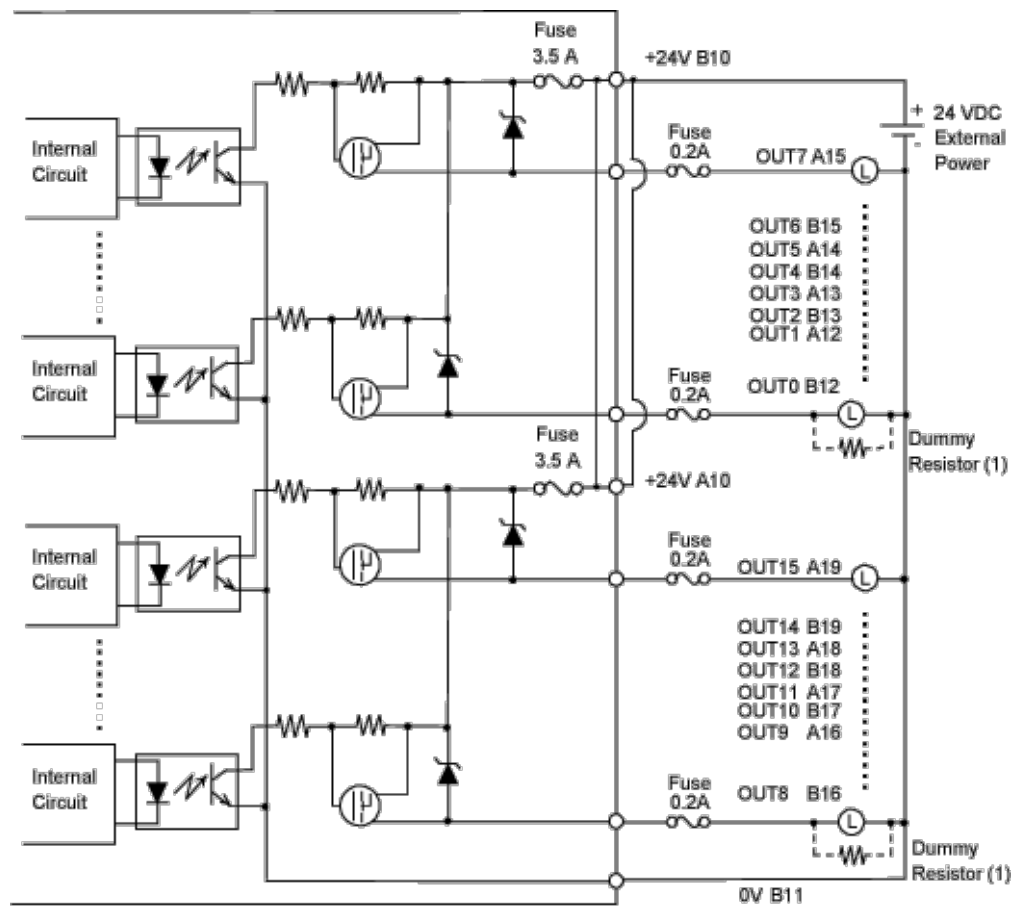 Fuse
3.5 A
+24V B10
+ 24 VDC
- External
Power
Fuse
0.2A
OUT7 A15
L
Internal
Circuit
OUT6 B15
OUT5 A14
OUT4 B14
OUT3 A13
OUT2 B13
OUT1 A12
Internal
Circuit
Fuse
0.2A
OUT0 B12
L
Dummy
Resistor (1)
Fuse
3.5 A
+24V A10
Internal
Circuit
Fuse
0.2A
OUT15 A19
L
OUT14 B19
OUT13 A18
OUT12 B18
OUT11 A17
OUT10 B17
OUT9 A16
Internal
Circuit
Fuse
0.2A
OUT8 B16
L
Dummy
Resistor (1)
0V B11